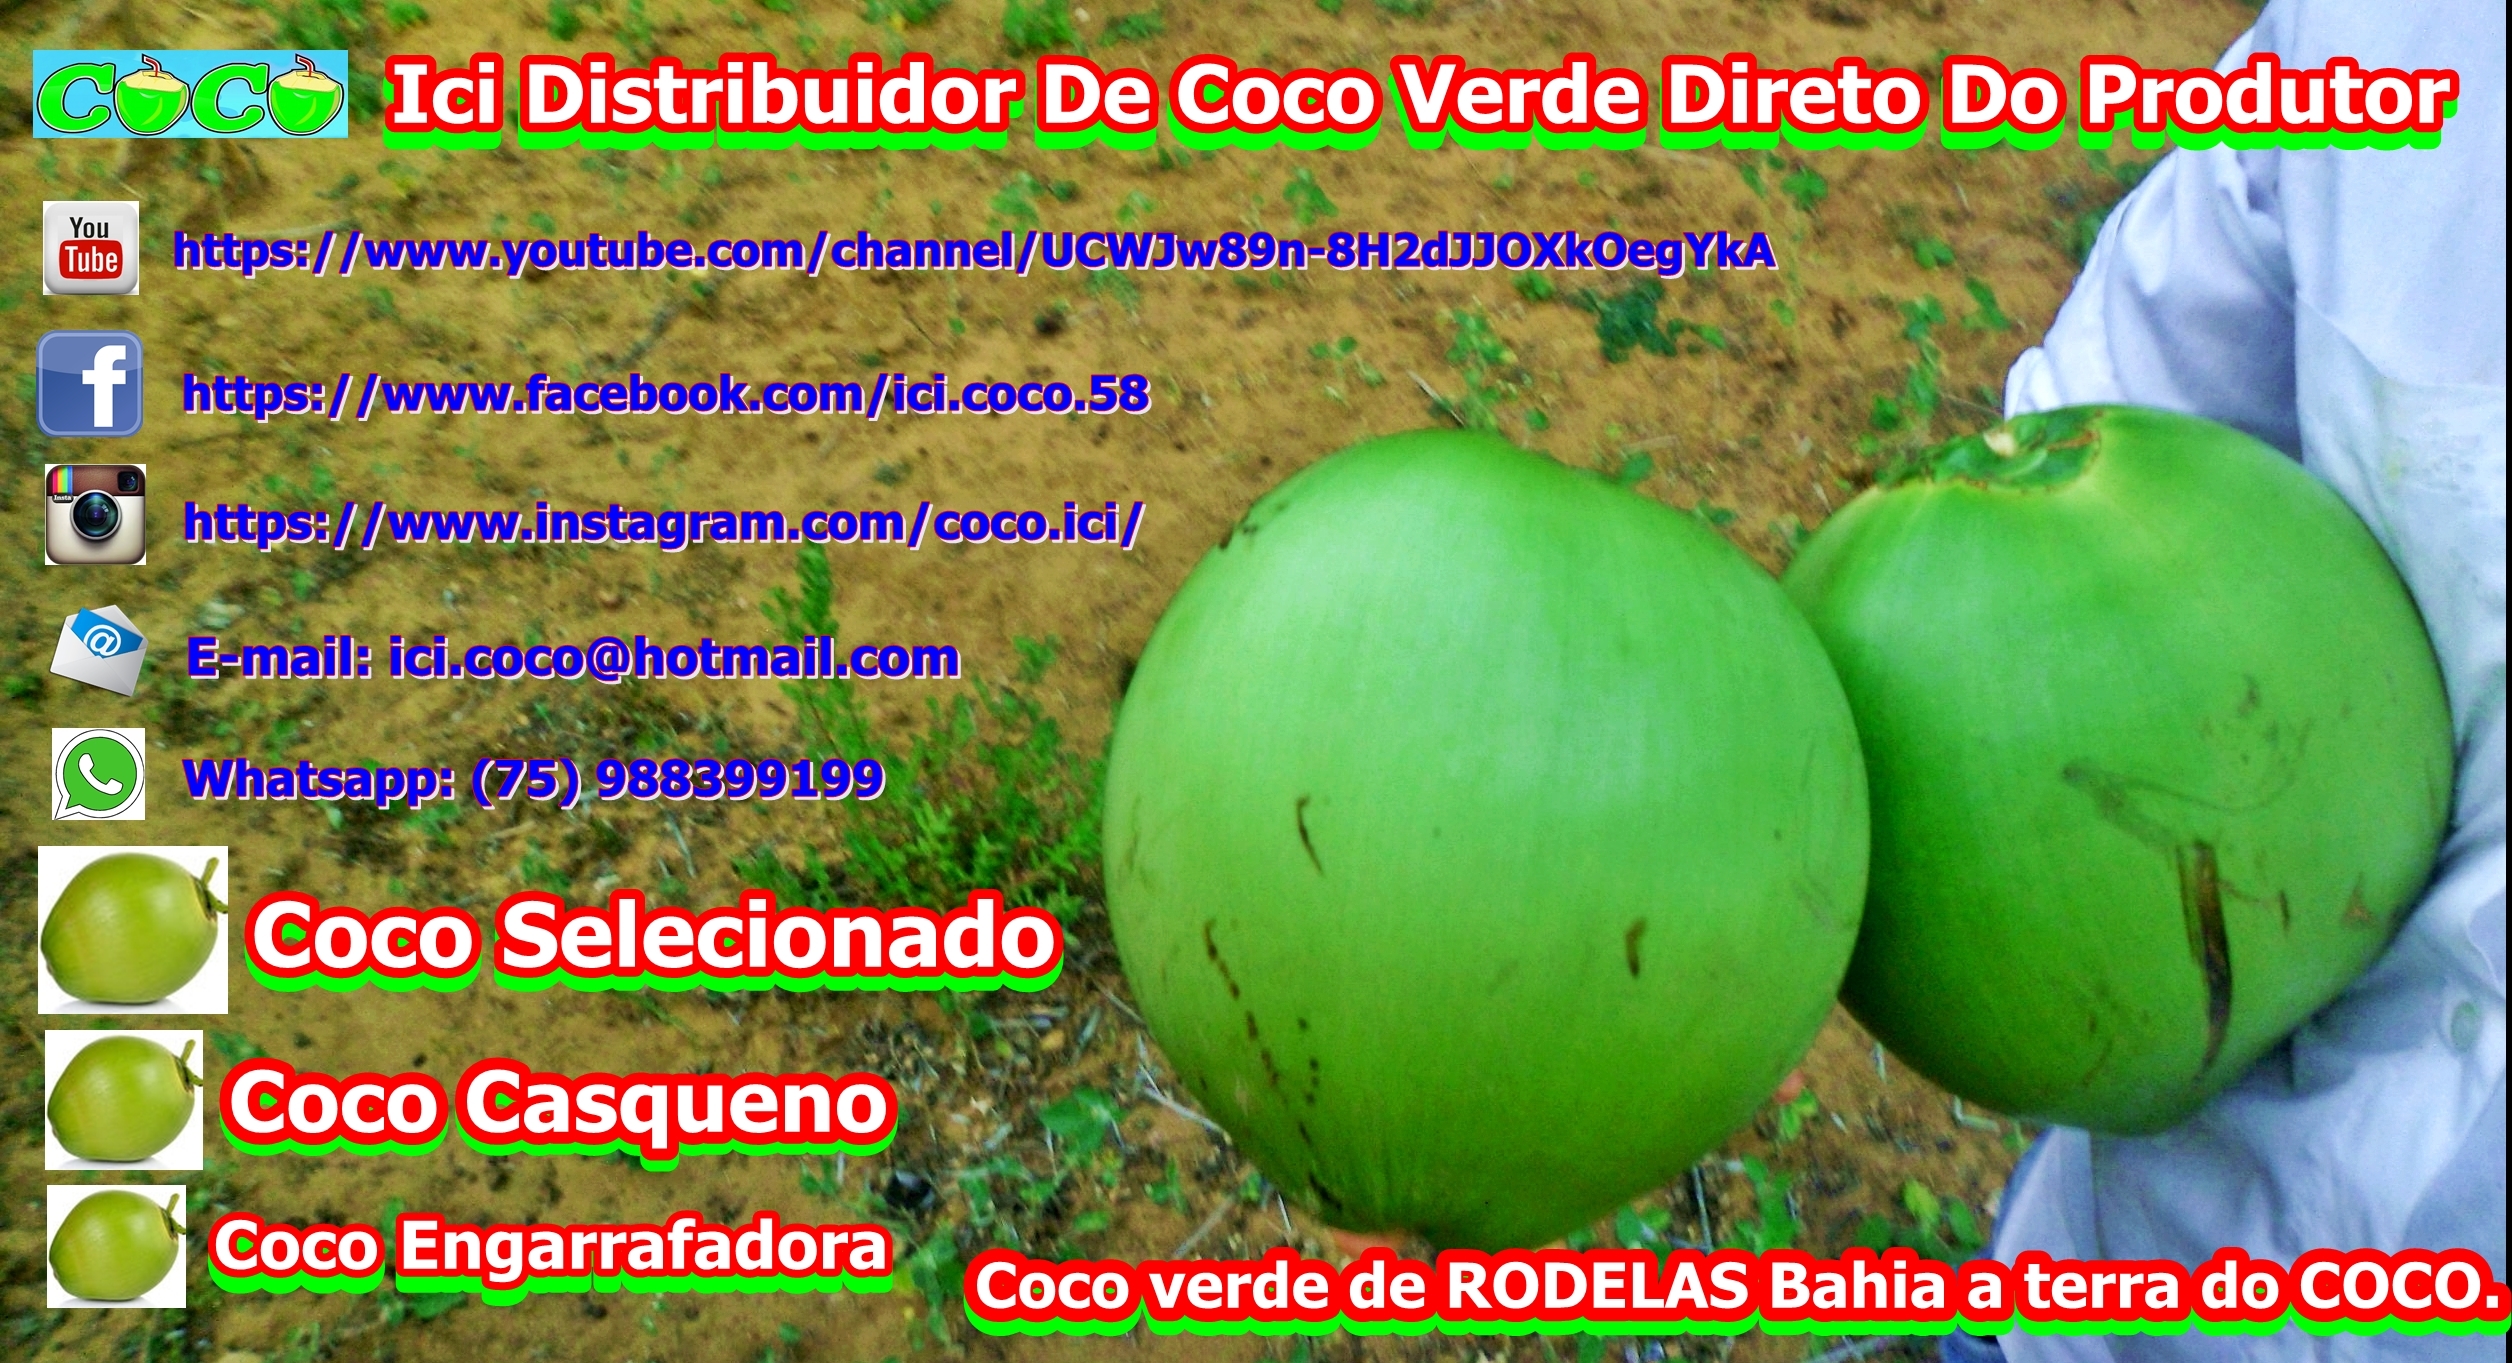 COCO Ici Distribuidor De Coco Verde Direto Do Produtor
You
Tube
https://www.youtube.com/channel/UCWJw89n-8H2dJJOXkOegYkA
f https://www.facebook.com/ici.coco.58
Insta
https://www.instagram.com/coco.ici/
@ E-mail: ici.coco@hotmail.com
Whatsapp: (75) 988399199
Coco Selecionado
Coco Casqueno
Coco Engarrafadora
Coco verde de RODELAS Bahia a terra do COCO.